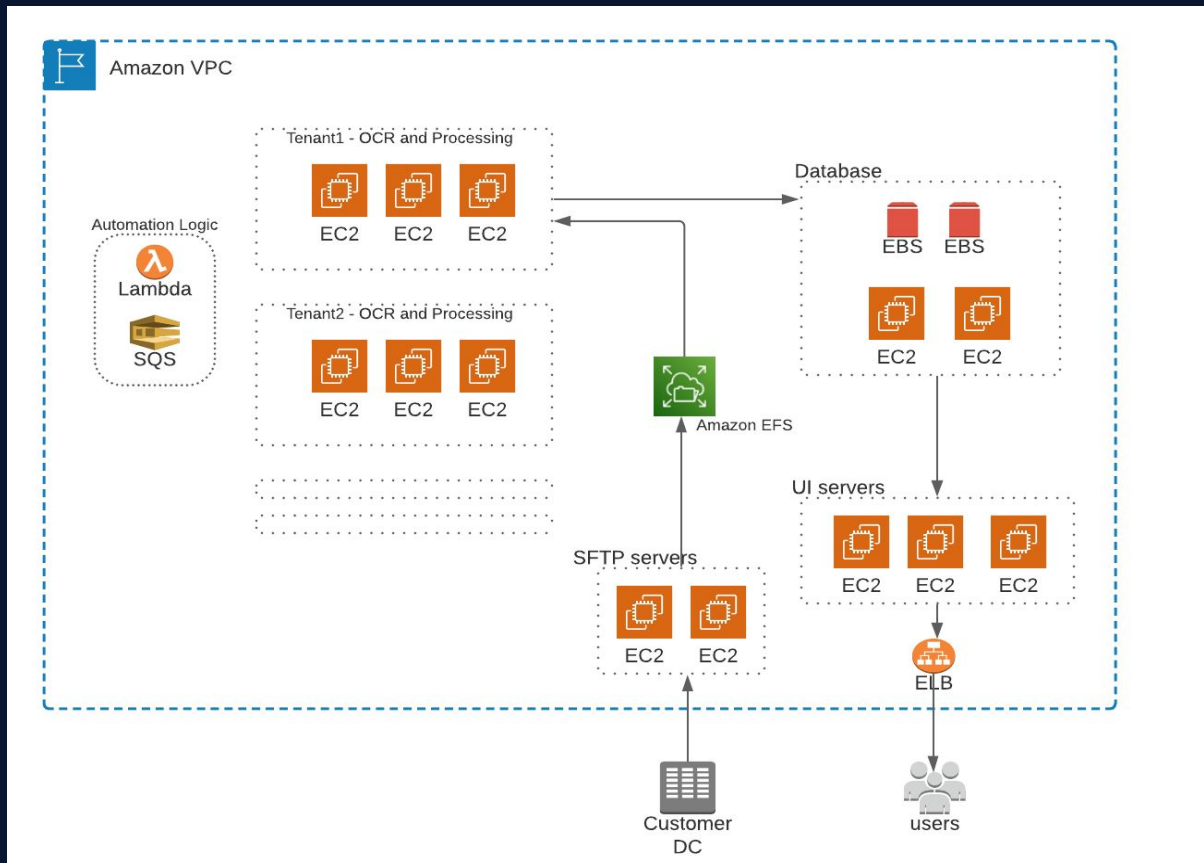 Amazon VPC
Tenant1 - OCR and Processing
EC2 EC2 EC2
Automation Logic
Lambda
SQS
Tenant2 - OCR and Processing
EC2 EC2 EC2
Database
EBS EBS
EC2 EC2
Amazon EFS
UI servers
EC2 EC2 EC2
SFTP servers
EC2 EC2
ELB
Customer
DC
users